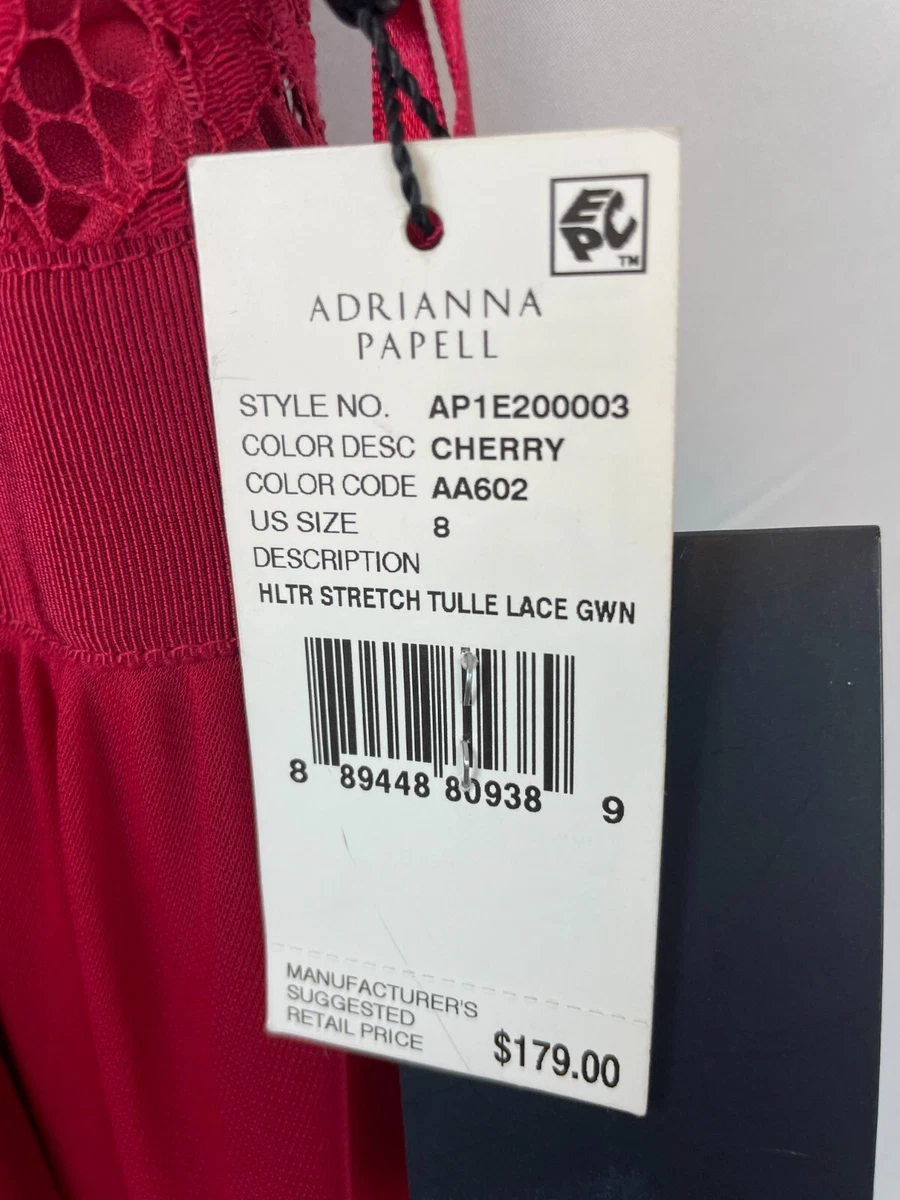 EPC
TM
ADRIANNA
PAPELL
STYLE NO. AP1E200003
COLOR DESC CHERRY
COLOR CODE AA602
US SIZE 8
DESCRIPTION
HLTR STRETCH TULLE LACE GWN
8 89448 80938 9
MANUFACTURER'S
SUGGESTED
RETAIL PRICE $179.00